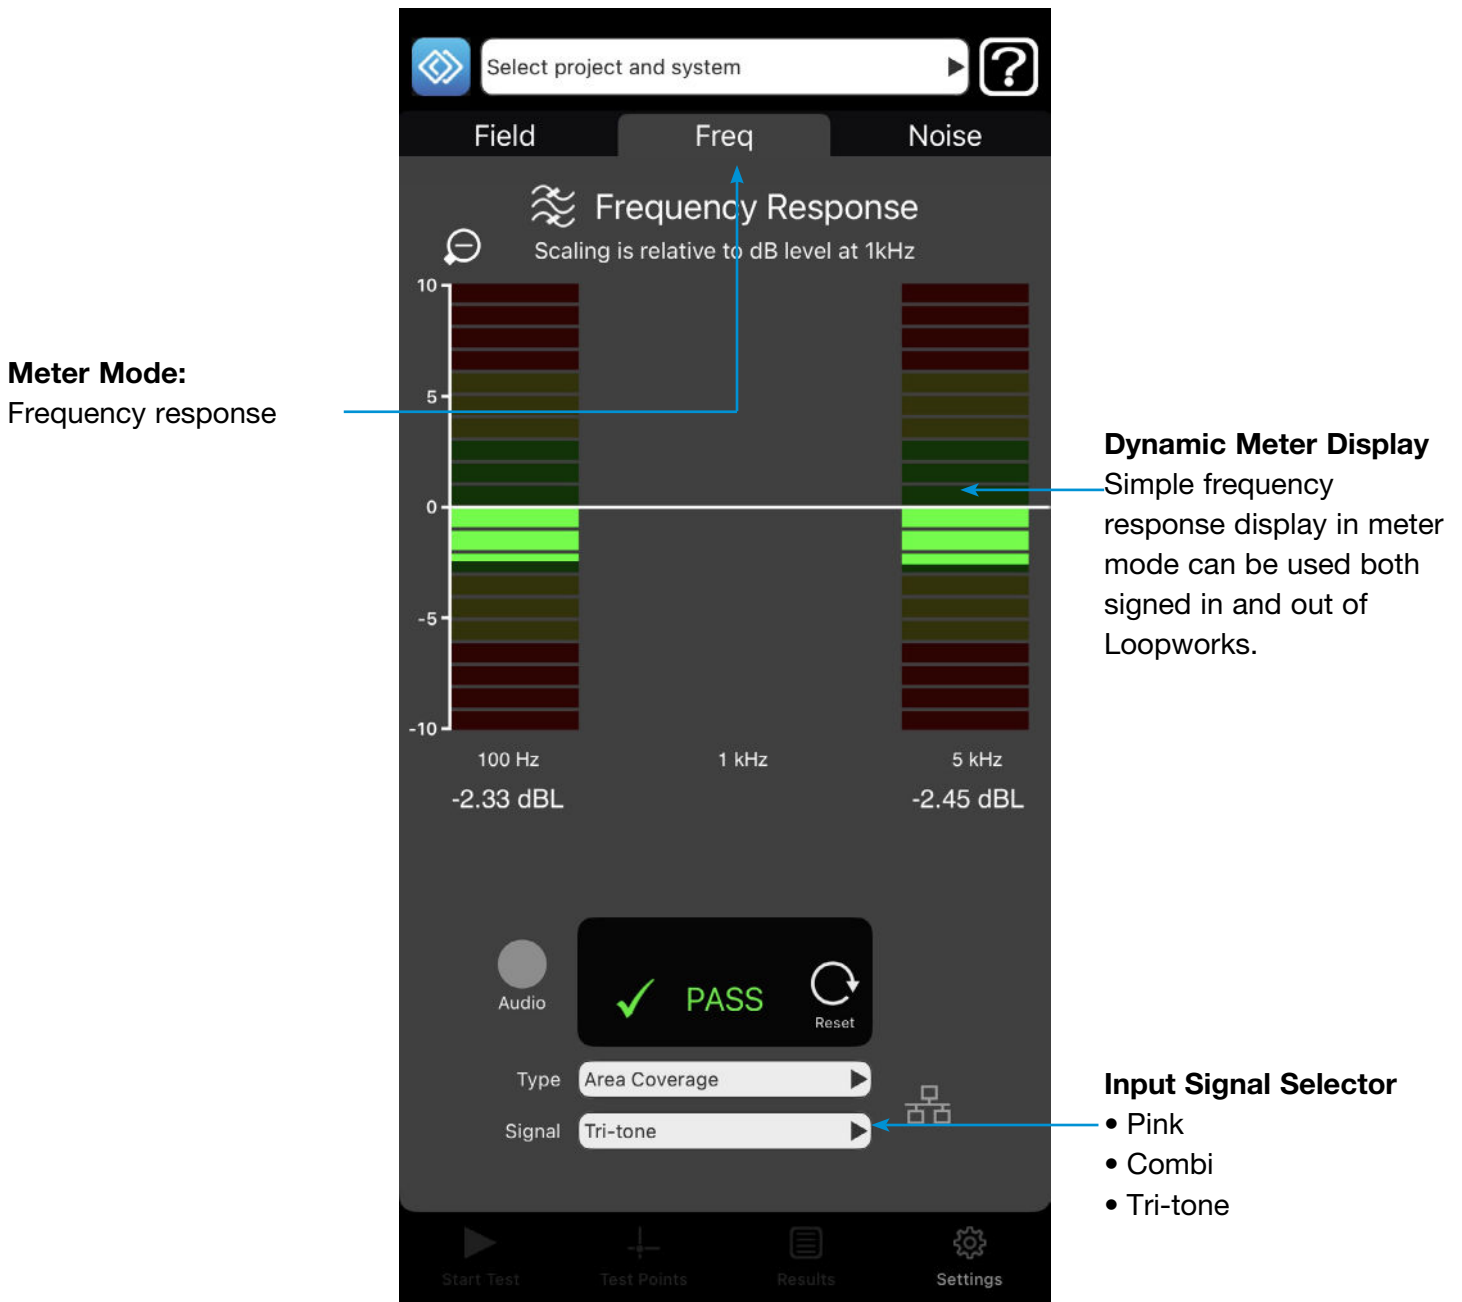 Select project and system
Field
Freq
Noise
Frequency Response
Scaling is relative to dB level at 1kHz
10
5
0
-5
-10
100 Hz
1 kHz
5 kHz
-2.33 dBL
-2.45 dBL
Audio
PASS
Reset
Type
Area Coverage
Signal
Tri-tone
Start Test
Test Points
Results
Settings
Meter Mode:
Frequency response
Dynamic Meter Display
Simple frequency
response display in meter
mode can be used both
signed in and out of
Loopworks.
Input Signal Selector
• Pink
• Combi
• Tri-tone